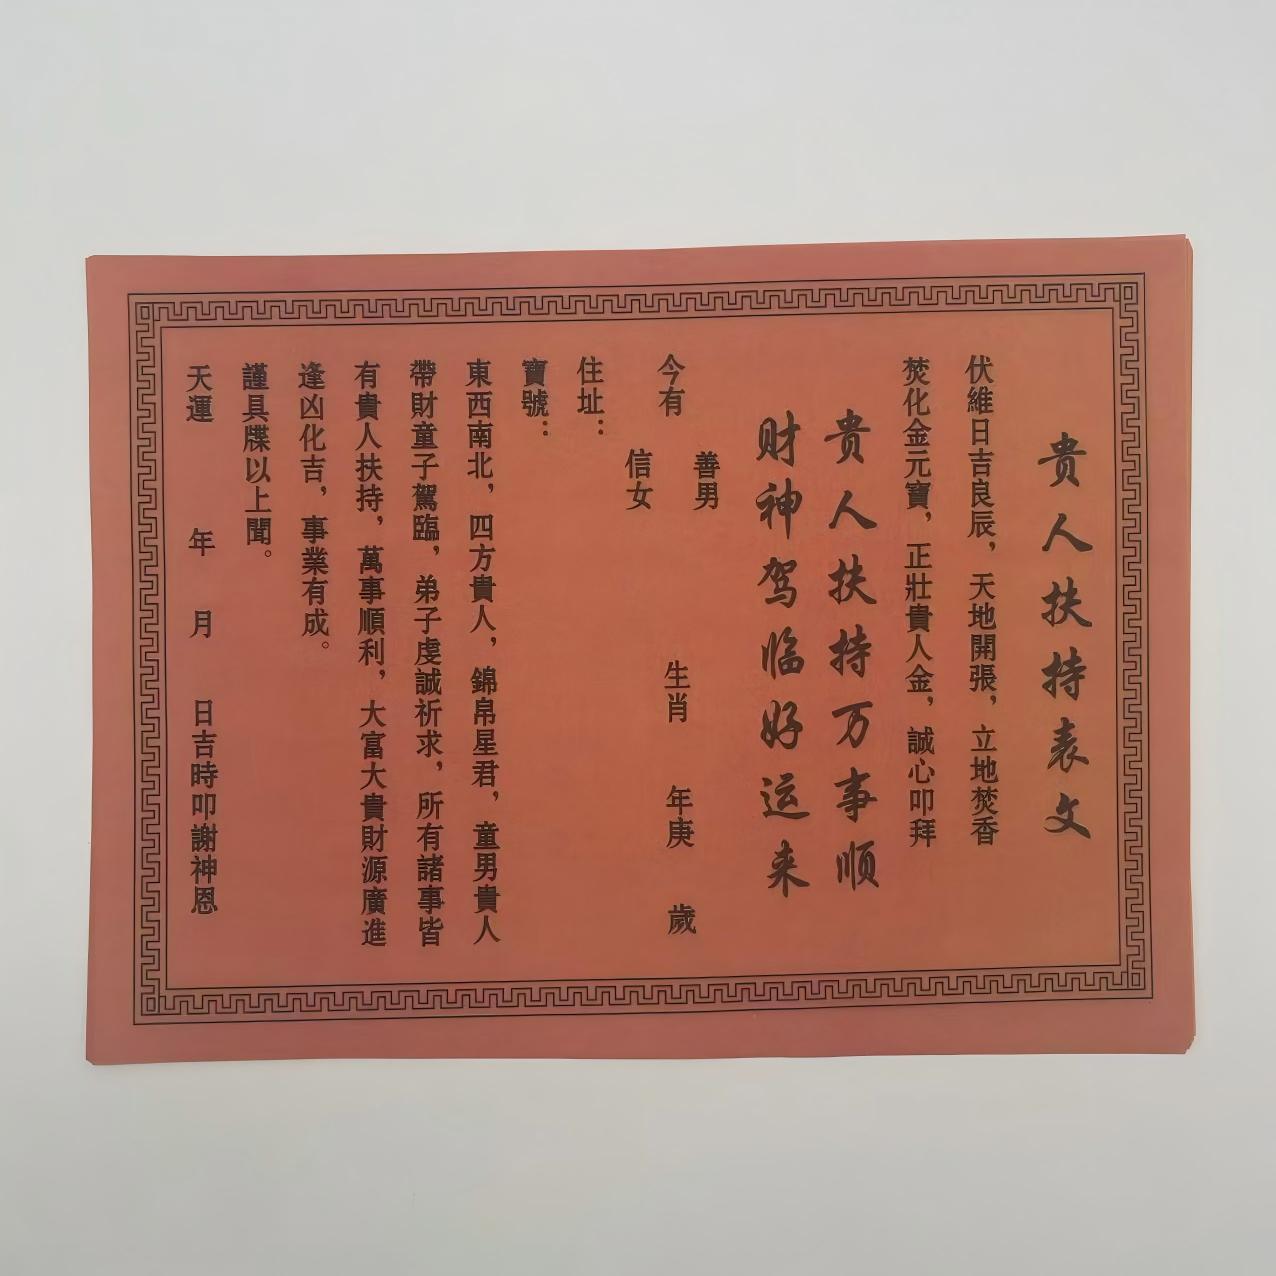 贵人扶持表文
伏維日吉良辰，天地開張，立地焚香
焚化金元寶，正壯貴人金，誠心叩拜
贵人扶持万事顺
财神驾临好运来
善男
今有 生肖 年庚 歲
信女
住址：
寶號：
東西南北，四方貴人，錦帛星君，童男貴人
帶財童子駕臨，弟子虔誠祈求，所有諸事皆
有貴人扶持，萬事順利，大富大貴財源廣進
逢凶化吉，事業有成。
謹具牒以上聞。
天運 年 月 日吉時叩謝神恩